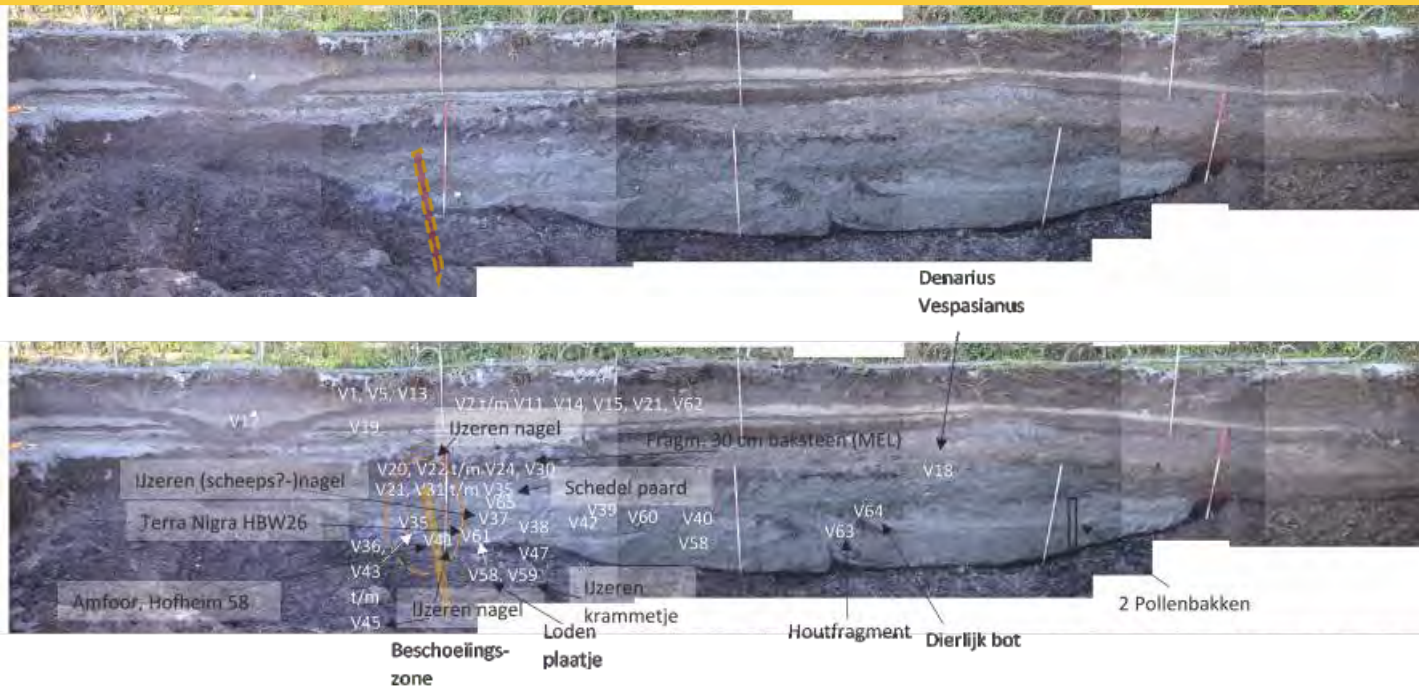 Denarius
Vespasianus
V1, V5, V13
V2 t/m V11, V14, V15, V21, V62
V17
V19
IJzeren nagel
Fragm. 30 cm baksteen (MEL)
V20, V22 t/m V24, V30
V18
IJzeren (scheeps?-)nagel
V21, V31 t/m V35
Schedel paard
V65
V39
Terra Nigra HBW26
V35
V37
V38
V42
V60
V40
V64
V63
V36,
V41
V61
V58
V47
V43
V58, V59
IJzeren
krammetje
Amfoor, Hofheim 58
t/m
V45
IJzeren nagel
2 Pollenbakken
Loden
plaatje
Houtfragment
Dierlijk bot
Beschoeiings-
zone